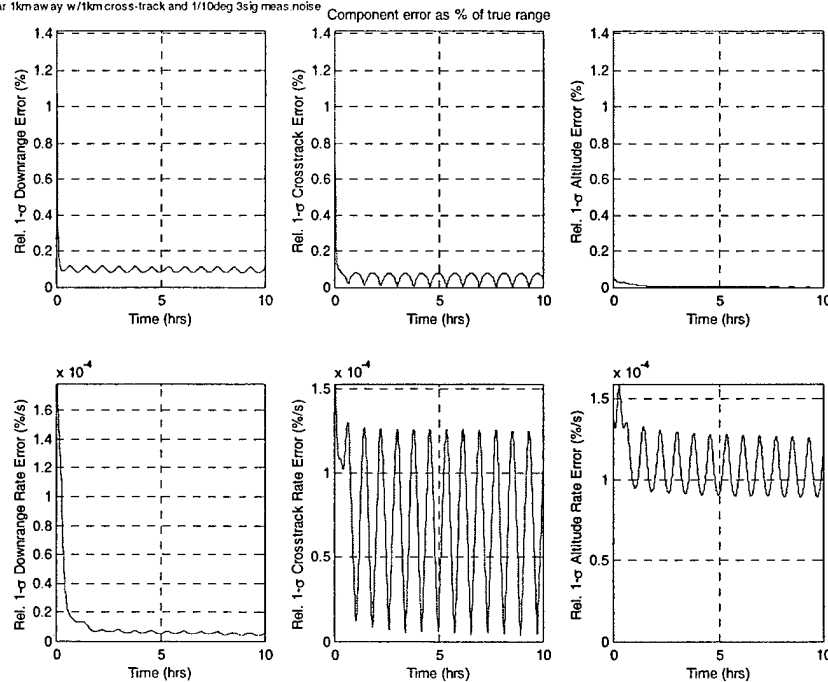 ar 1km away w/1km cross-track and 1/10deg 3sig meas.noise
Component error as % of true range
1.4
1.2
1
0.8
0.6
0.4
0.2
0
Rel. 1-σ Downrange Error (%)
0 5 10
Time (hrs)
1.4
1.2
1
0.8
0.6
0.4
0.2
0
Rel. 1-σ Crosstrack Error (%)
0 5 10
Time (hrs)
1.4
1.2
1
0.8
0.6
0.4
0.2
0
Rel. 1-σ Altitude Error (%)
0 5 10
Time (hrs)
x 10⁻⁴
1.6
1.4
1.2
1
0.8
0.6
0.4
0.2
0
Rel. 1-σ Downrange Rate Error (%/s)
0 5 10
Time (hrs)
x 10⁻⁴
1.5
1
0.5
0
Rel. 1-σ Crosstrack Rate Error (%/s)
0 5 10
Time (hrs)
x 10⁻⁴
1.5
1
0.5
0
Rel. 1-σ Altitude Rate Error (%/s)
0 5 10
Time (hrs)